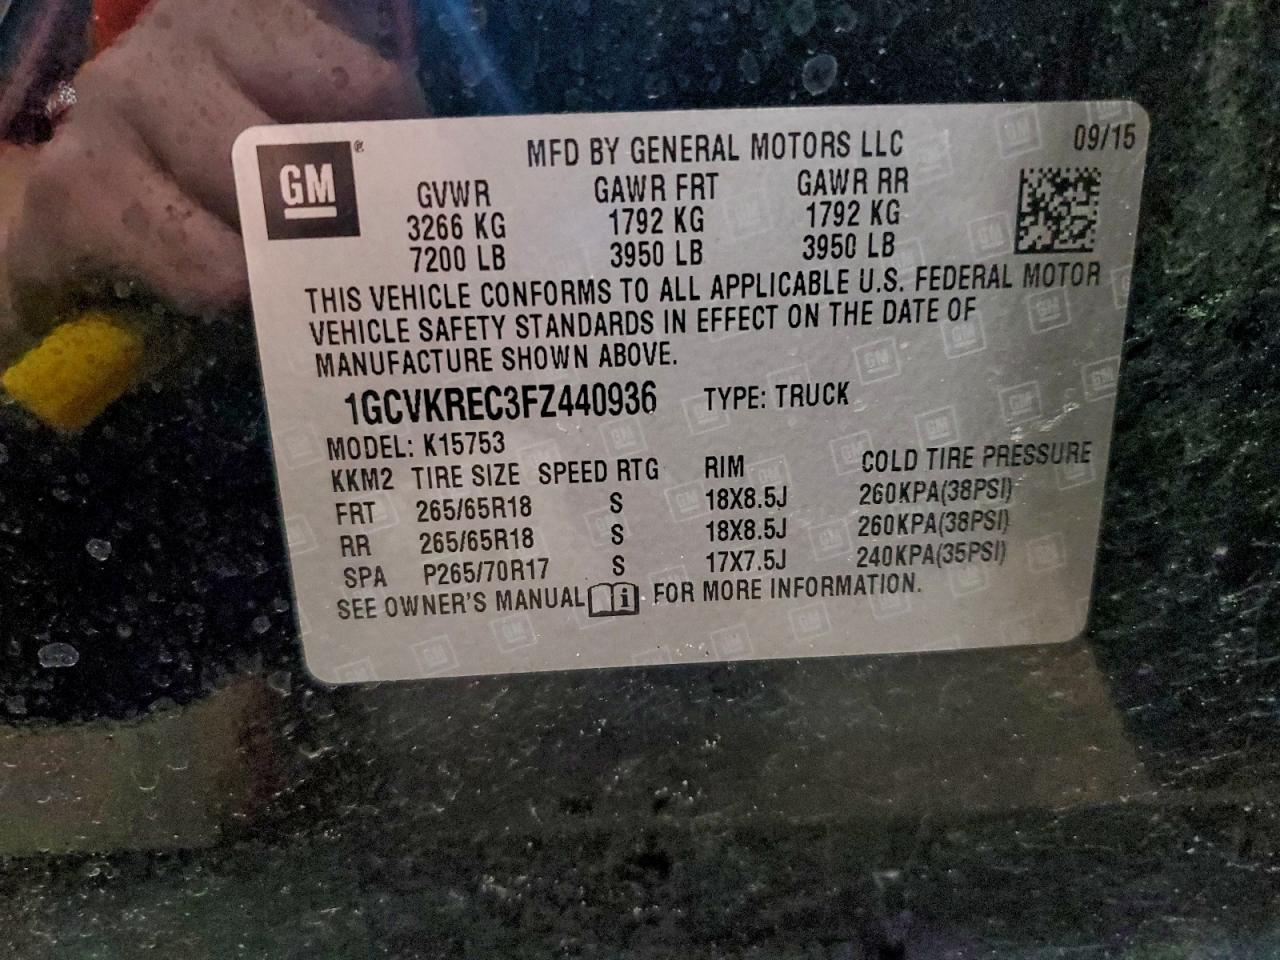 GM® MFD BY GENERAL MOTORS LLC 09/15
GVWR GAWR FRT GAWR RR
3266 KG 1792 KG 1792 KG
7200 LB 3950 LB 3950 LB
THIS VEHICLE CONFORMS TO ALL APPLICABLE U.S. FEDERAL MOTOR
VEHICLE SAFETY STANDARDS IN EFFECT ON THE DATE OF
MANUFACTURE SHOWN ABOVE.
1GCVKREC3FZ440936 TYPE: TRUCK
MODEL: K15753
KKM2 TIRE SIZE SPEED RTG RIM COLD TIRE PRESSURE
FRT 265/65R18 S 18X8.5J 260KPA(38PSI)
RR 265/65R18 S 18X8.5J 260KPA(38PSI)
SPA P265/70R17 S 17X7.5J 240KPA(35PSI)
SEE OWNER'S MANUAL i FOR MORE INFORMATION.